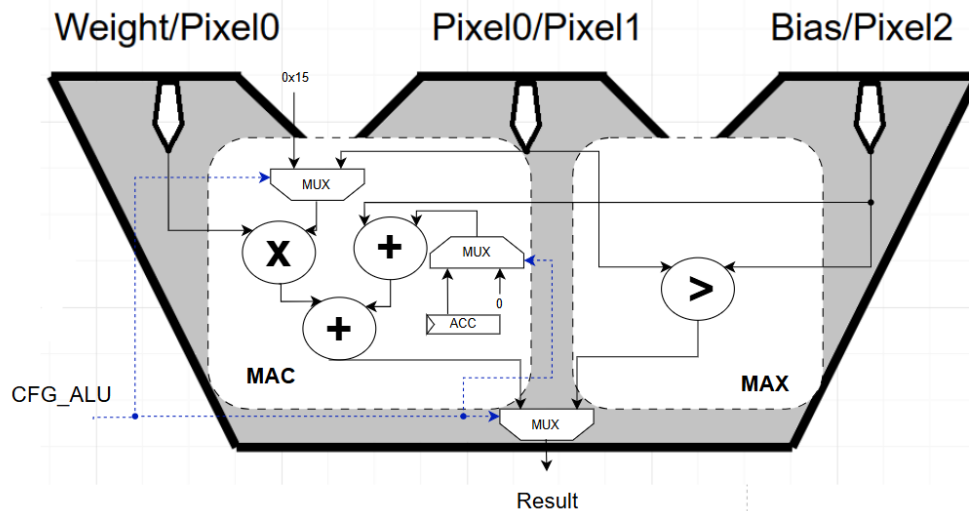 Weight/Pixel0
Pixel0/Pixel1
Bias/Pixel2
0x15
MUX
X
+
MUX
>
0
+
ACC
MAC
MAX
CFG_ALU
MUX
Result